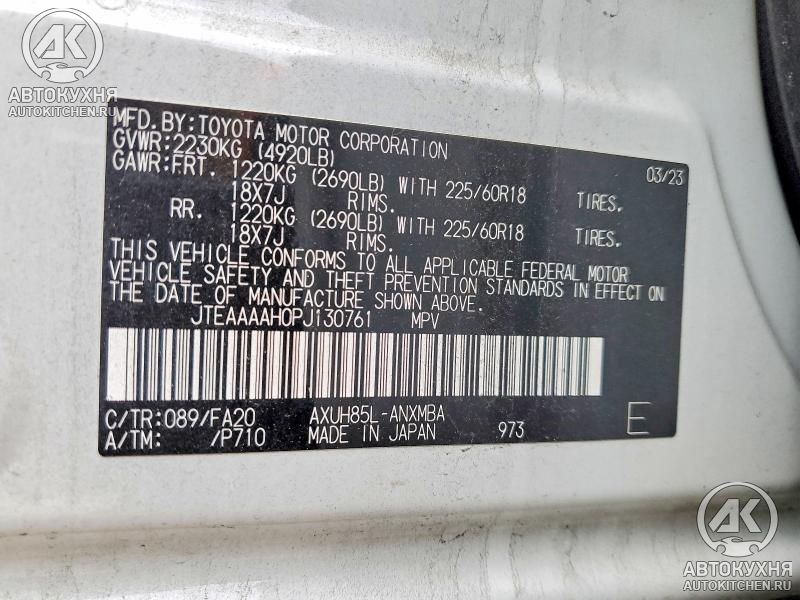 АК
АВТОКУХНЯ
AUTOKITCHEN.RU
MFD.BY:TOYOTA MOTOR CORPORATION
GVWR:2230KG (4920LB) 03/23
GAWR:FRT. 1220KG (2690LB) WITH 225/60R18 TIRES.
18X7J RIMS.
RR. 1220KG (2690LB) WITH 225/60R18 TIRES.
18X7J RIMS.
THIS VEHICLE CONFORMS TO ALL APPLICABLE FEDERAL MOTOR
VEHICLE SAFETY AND THEFT PREVENTION STANDARDS IN EFFECT ON
THE DATE OF MANUFACTURE SHOWN ABOVE.
JTEAAAAH0PJ130761 MPV
C/TR:089/FA20 AXUH85L-ANXMBA
A/TM: /P710 MADE IN JAPAN 973 E
АК
АВТОКУХНЯ
AUTOKITCHEN.RU